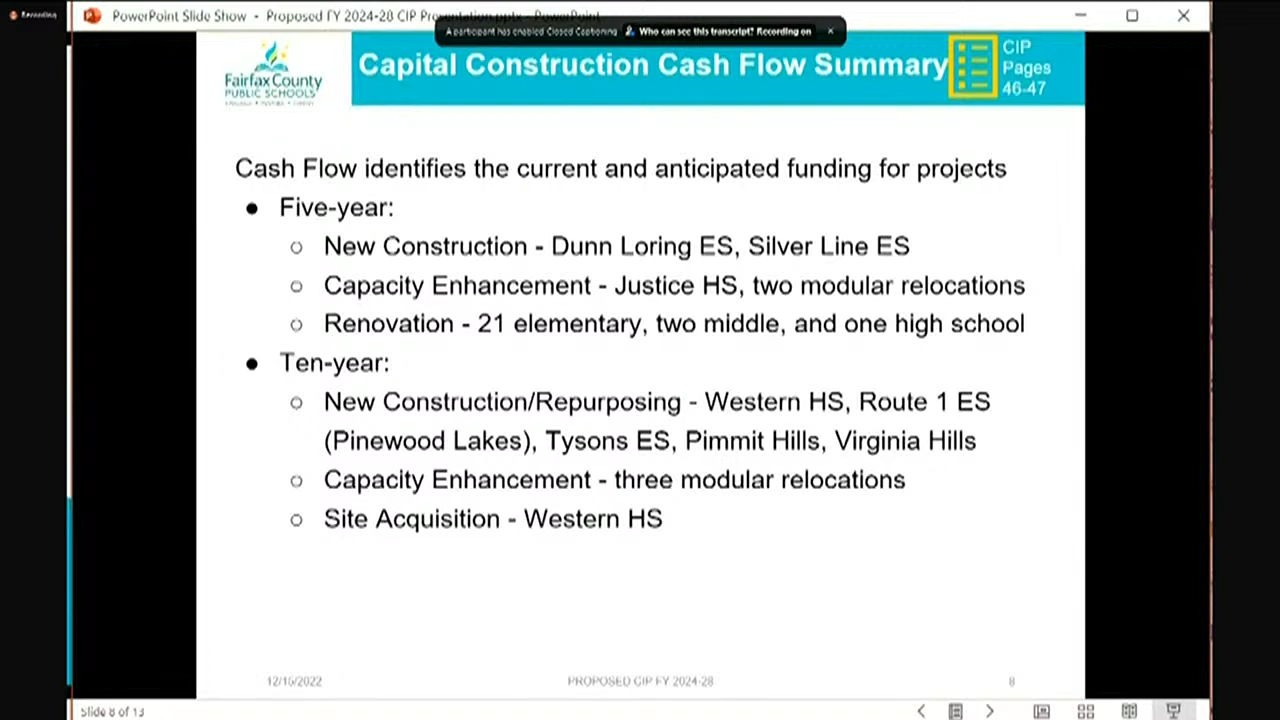 Recording
PowerPoint Slide Show - Proposed FY 2024-28 CIP Presentation.pptx - PowerPoint
A participant has enabled Closed Captioning Who can see this transcript? Recording on
Fairfax County
PUBLIC SCHOOLS
Capital Construction Cash Flow Summary
CIP
Pages
46-47
Cash Flow identifies the current and anticipated funding for projects
● Five-year:
○ New Construction - Dunn Loring ES, Silver Line ES
○ Capacity Enhancement - Justice HS, two modular relocations
○ Renovation - 21 elementary, two middle, and one high school
● Ten-year:
○ New Construction/Repurposing - Western HS, Route 1 ES
(Pinewood Lakes), Tysons ES, Pimmit Hills, Virginia Hills
○ Capacity Enhancement - three modular relocations
○ Site Acquisition - Western HS
PROPOSED CIP FY 2024-28
8
Slide 8 of 13